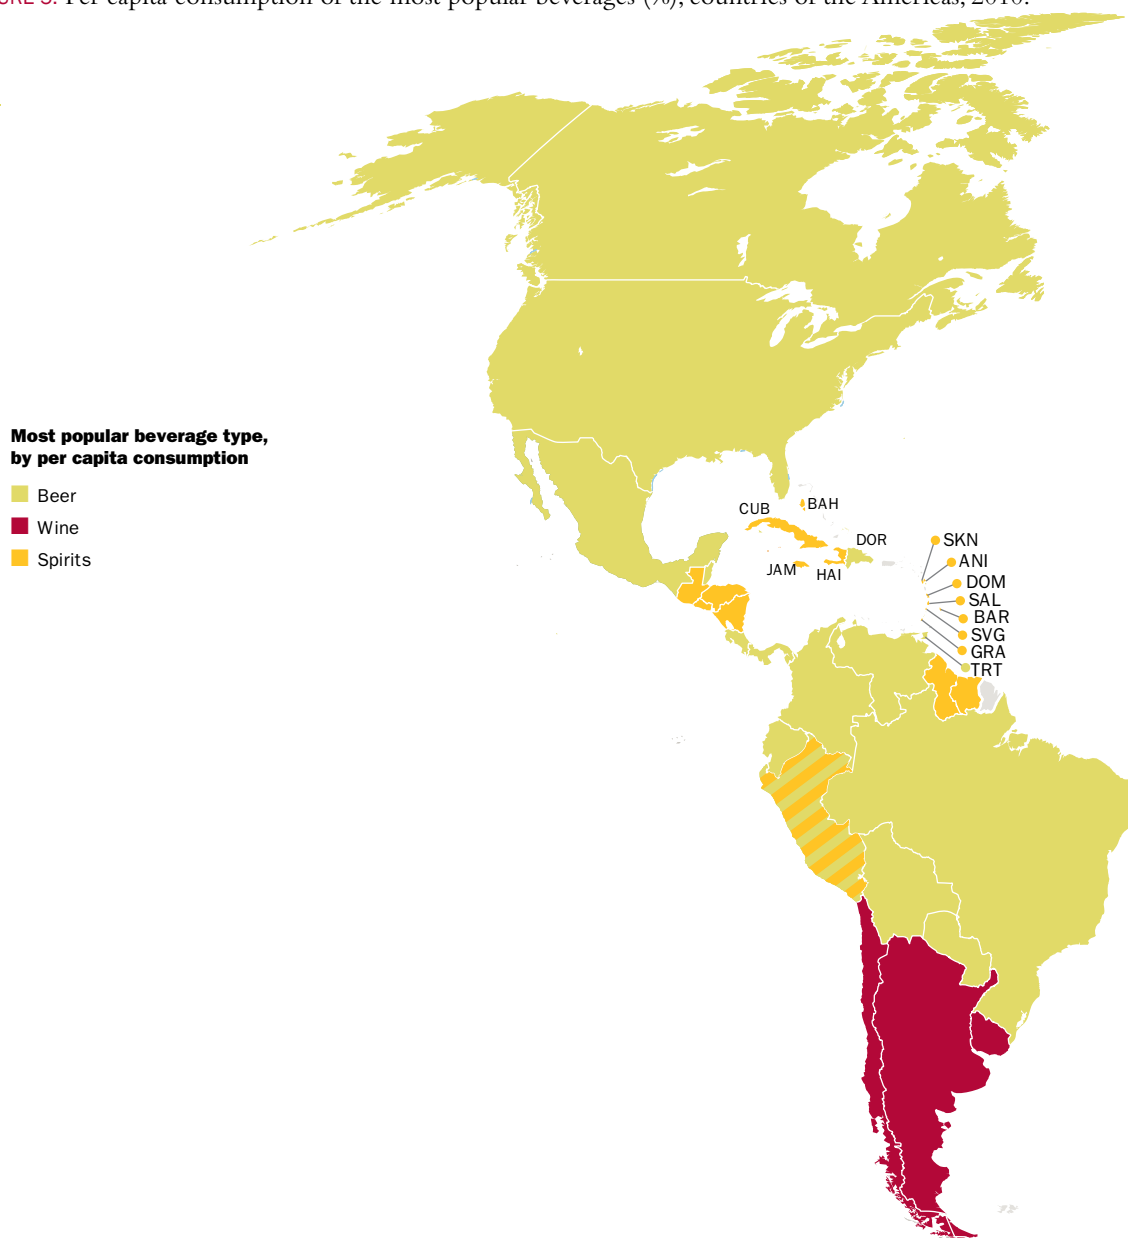 Per capita consumption of the most popular beverages (%), countries of the Americas, 2010.
Most popular beverage type,
by per capita consumption
Beer
Wine
Spirits
CUB
BAH
DOR
JAM
HAI
SKN
ANI
DOM
SAL
BAR
SVG
GRA
TRT